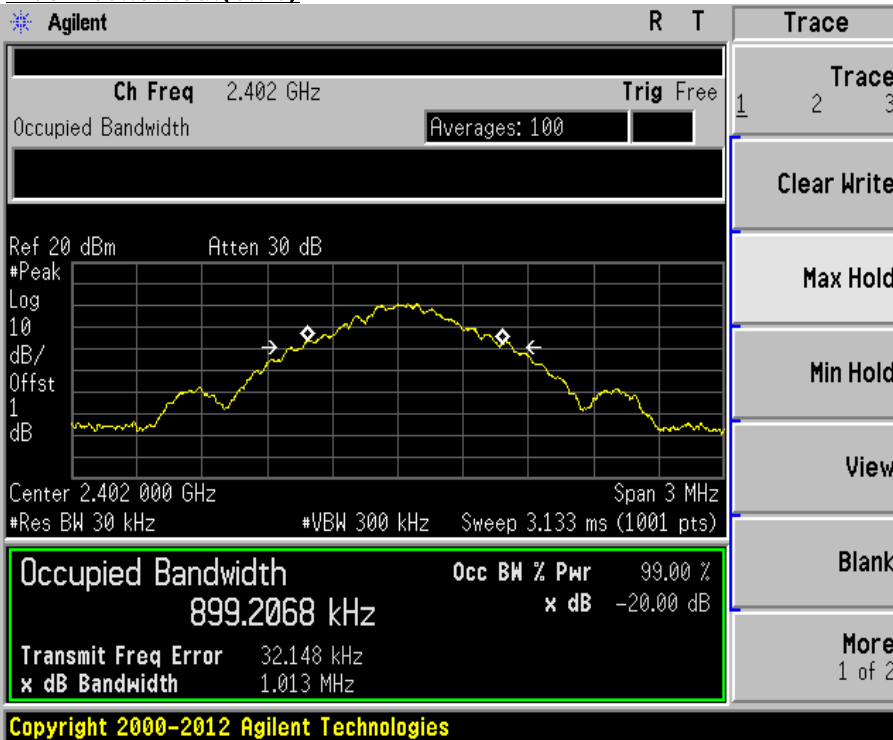 Agilent R T Trace
Ch Freq 2.402 GHz Trig Free
Occupied Bandwidth Averages: 100
Trace
1 2 3
Clear Write
Max Hold
Min Hold
View
Blank
More
1 of 2
Ref 20 dBm Atten 30 dB
#Peak
Log
10
dB/
Offst
1
dB
Center 2.402 000 GHz Span 3 MHz
#Res BW 30 kHz #VBW 300 kHz Sweep 3.133 ms (1001 pts)
Occupied Bandwidth Occ BW % Pwr 99.00 %
899.2068 kHz x dB -20.00 dB
Transmit Freq Error 32.148 kHz
x dB Bandwidth 1.013 MHz
Copyright 2000-2012 Agilent Technologies